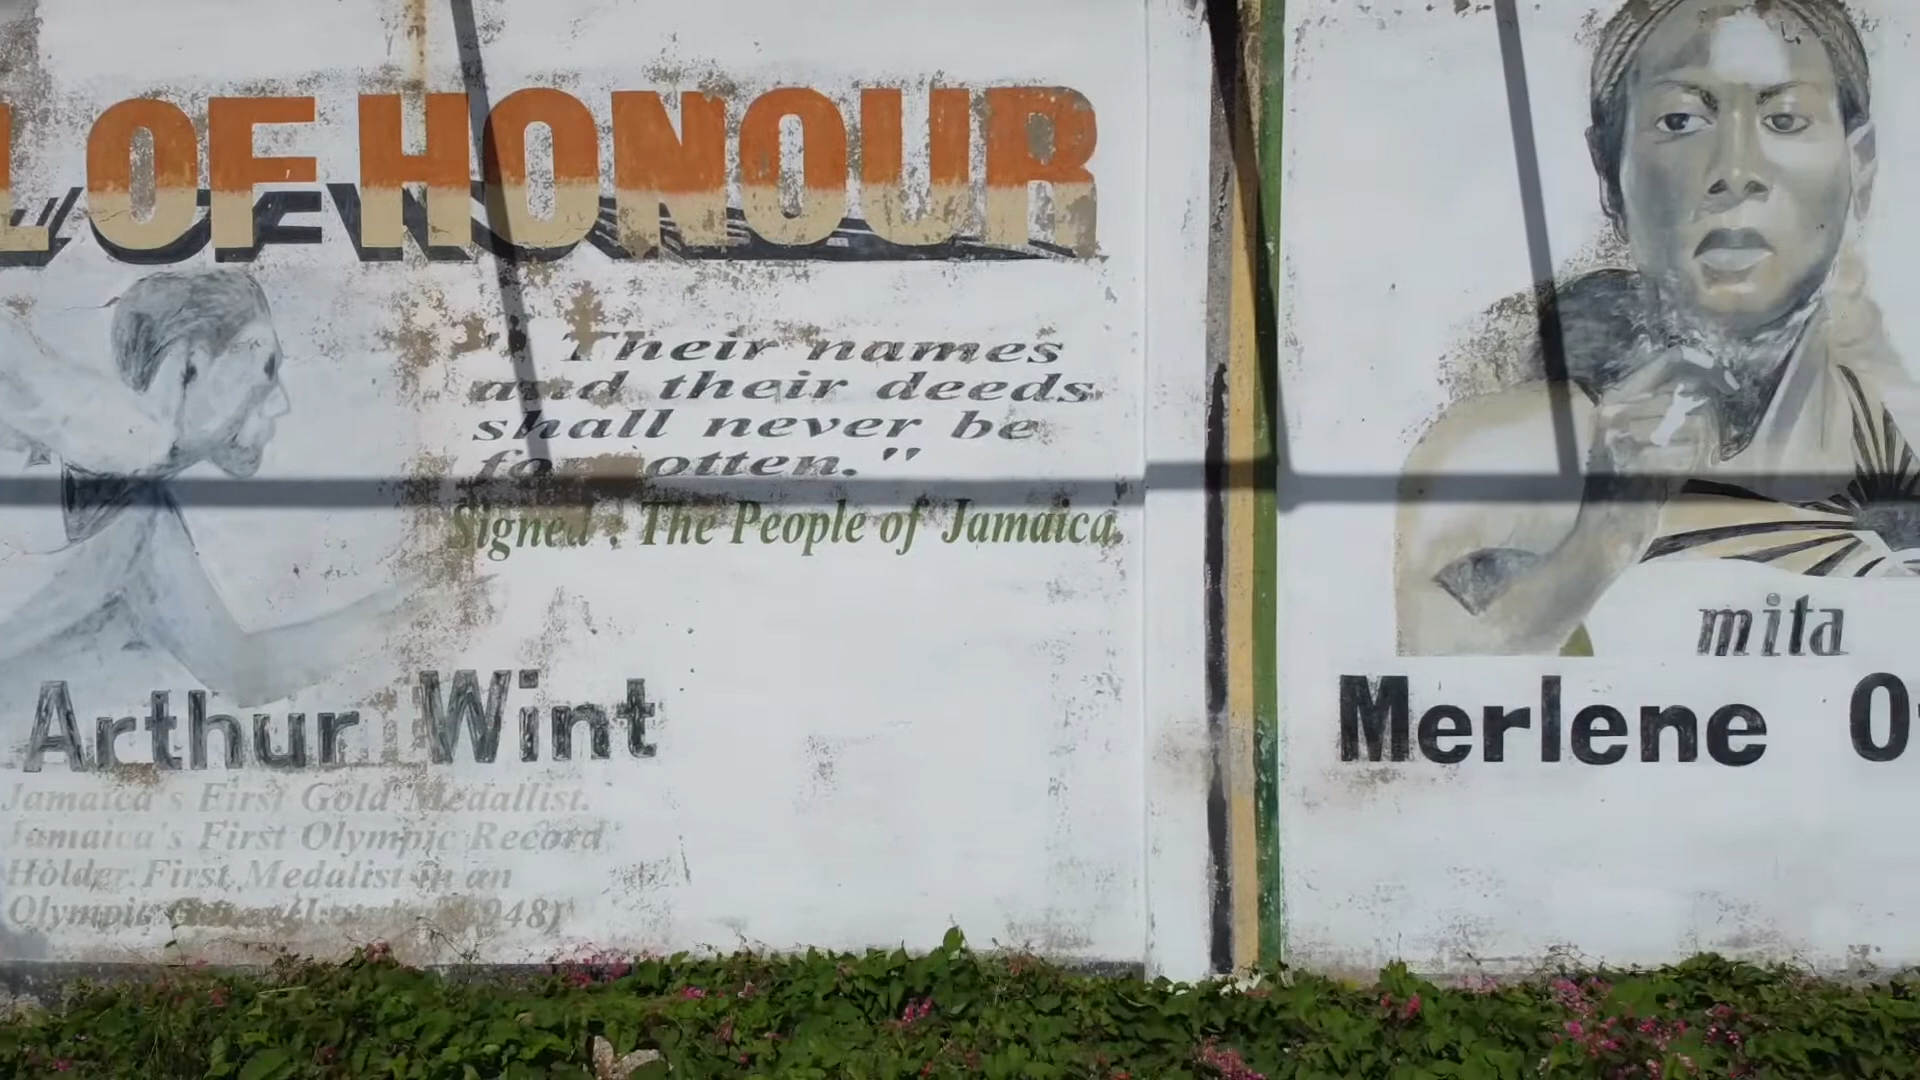 L OF HONOUR
" Their names
and their deeds
shall never be
forgotten."
Signed : The People of Jamaica.
Arthur Wint
Jamaica's First Gold Medallist.
Jamaica's First Olympic Record
Holder. First Medalist in an
Olympic 1948)
mita
Merlene O